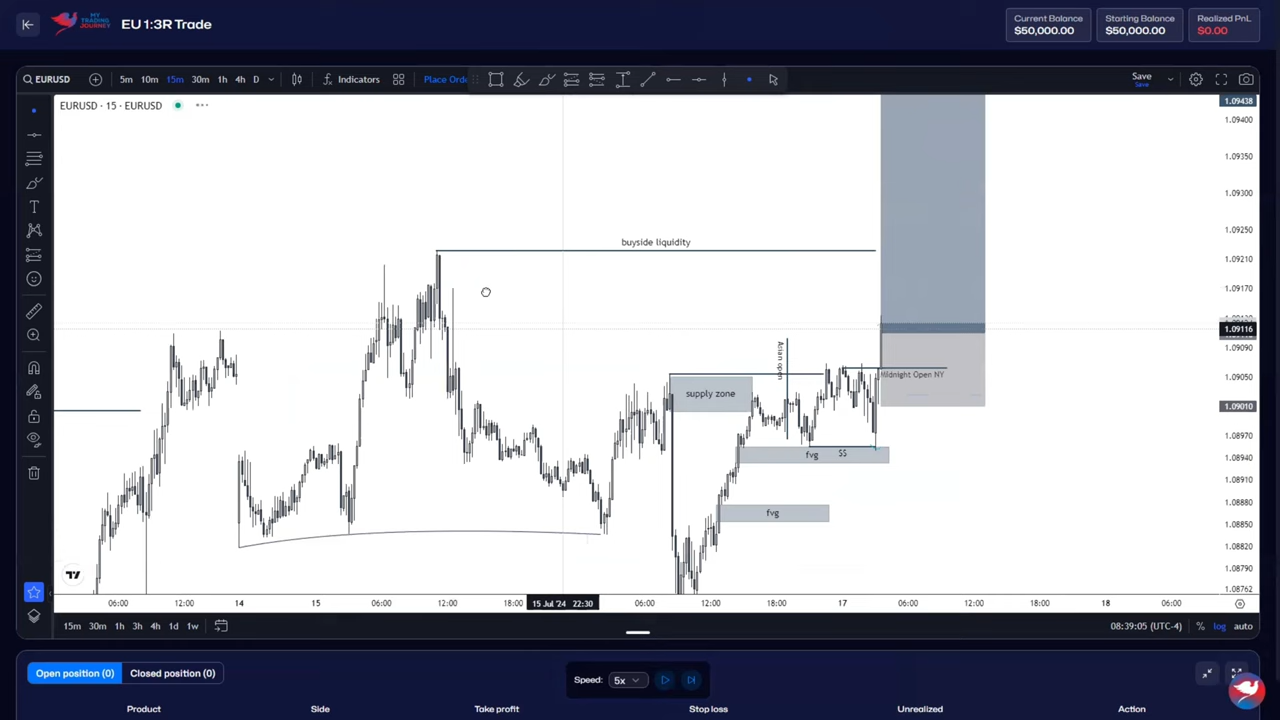 MY TRADING JOURNEY
EU 1:3R Trade
Current Balance
$50,000.00
Starting Balance
$50,000.00
Realized PnL
$0.00
EURUSD
5m 10m 15m 30m 1h 4h D
Indicators
Place Orde
Save
Save
EURUSD · 15 · EURUSD
1.09438
1.09400
1.09350
1.09300
1.09250
1.09210
1.09170
1.09116
1.09090
1.09050
1.09010
1.08970
1.08940
1.08910
1.08880
1.08850
1.08820
1.08790
1.08762
buyside liquidity
Asian open
Midnight Open NY
supply zone
fvg $$
fvg
06:00 12:00 14 15 06:00 12:00 18:00 15 Jul '24 22:30 06:00 12:00 18:00 17 06:00 12:00 18:00 18 06:00
15m 30m 1h 3h 4h 1d 1w
08:39:05 (UTC-4) % log auto
Open position (0) Closed position (0)
Speed: 5x
Product Side Take profit Stop loss Unrealized Action